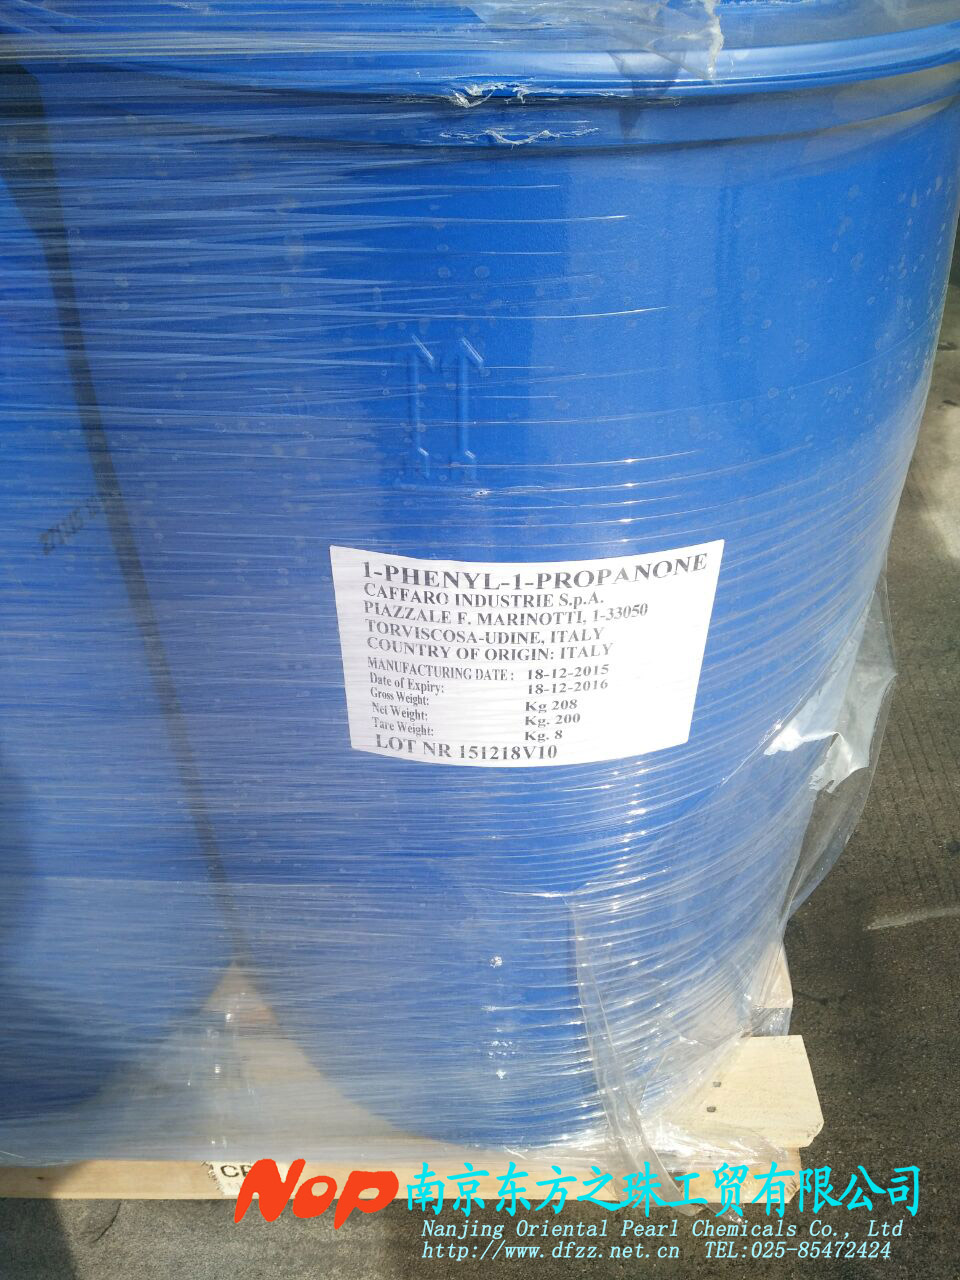 1-PHENYL-1-PROPANONE
CAFFARO INDUSTRIE S.p.A.
PIAZZALE F. MARINOTTI, 1-33050
TORVISCOSA-UDINE, ITALY
COUNTRY OF ORIGIN: ITALY
MANUFACTURING DATE: 18-12-2015
Date of Expiry: 18-12-2016
Gross Weight: Kg 208
Net Weight: Kg. 200
Tare Weight: Kg. 8
LOT NR 151218V10
NOP 南京东方之珠工贸有限公司
Nanjing Oriental Pearl Chemicals Co., Ltd
http://www.dfzz.net.cn TEL:025-85472424